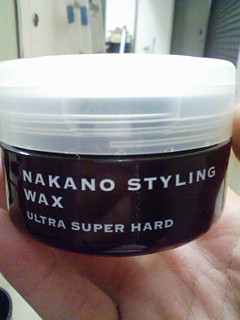 NAKANO STYLING
WAX
ULTRA SUPER HARD